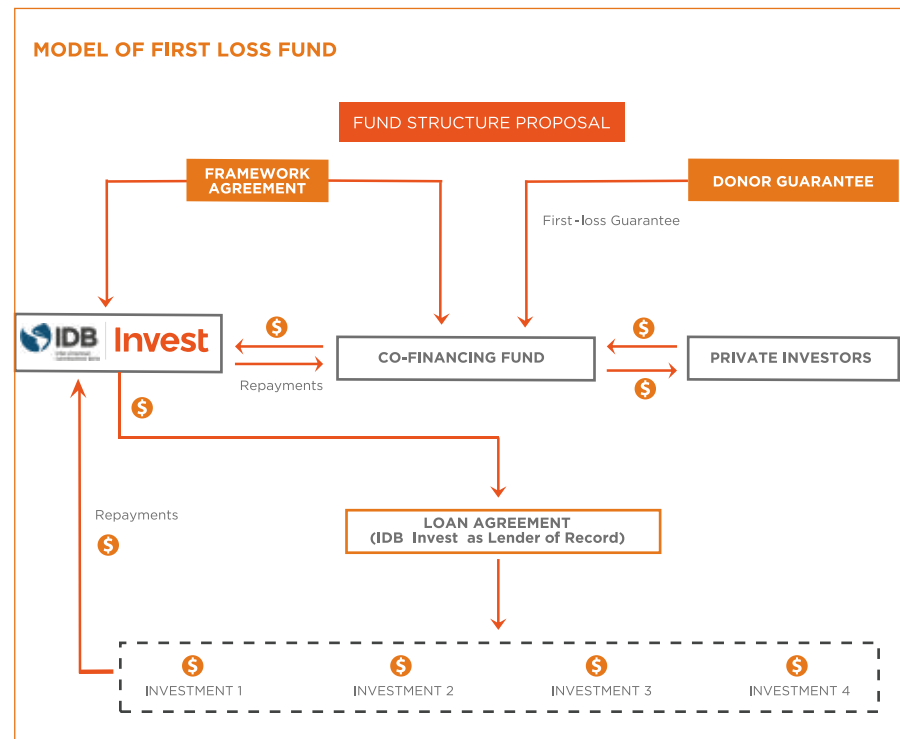 MODEL OF FIRST LOSS FUND
FUND STRUCTURE PROPOSAL
FRAMEWORK
AGREEMENT
DONOR GUARANTEE
First-loss Guarantee
IDB Invest
$
CO-FINANCING FUND
$
PRIVATE INVESTORS
Repayments
$
$
Repayments
$
LOAN AGREEMENT
(IDB Invest as Lender of Record)
$ $ $ $
INVESTMENT 1 INVESTMENT 2 INVESTMENT 3 INVESTMENT 4